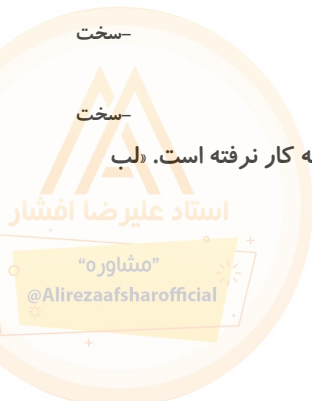 –سخت
–سخت
ه کار نرفته است. «لب
استاد علیرضا افشار
"مشاوره"
@Alirezaafsharofficial